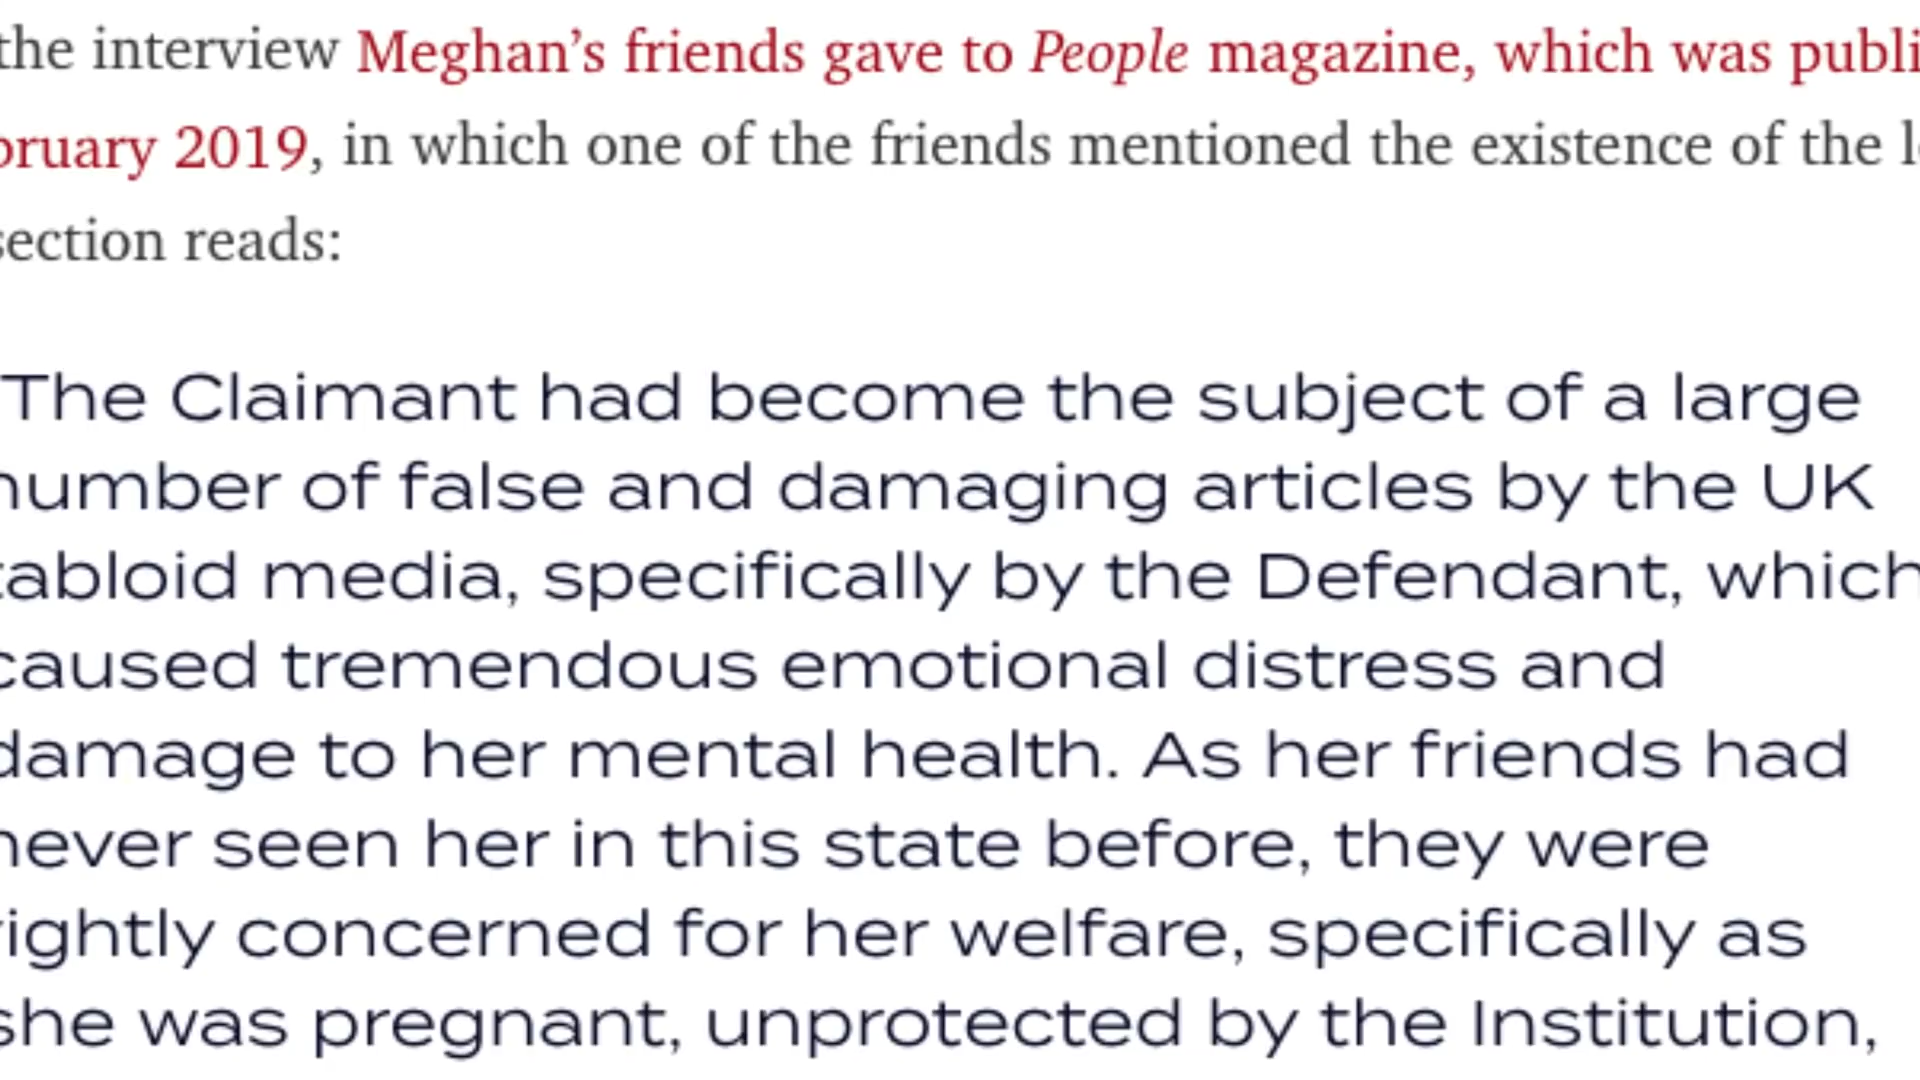 the interview Meghan’s friends gave to People magazine, which was publi
bruary 2019, in which one of the friends mentioned the existence of the
section reads:
The Claimant had become the subject of a large
number of false and damaging articles by the UK
tabloid media, specifically by the Defendant, which
caused tremendous emotional distress and
damage to her mental health. As her friends had
never seen her in this state before, they were
rightly concerned for her welfare, specifically as
she was pregnant, unprotected by the Institution,